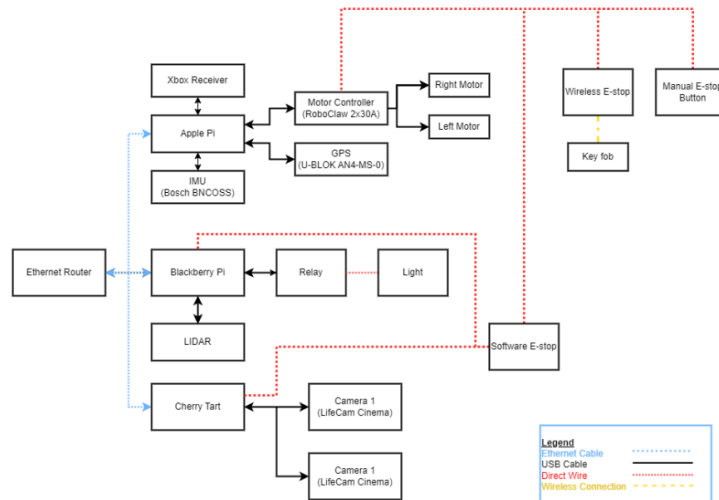 Xbox Receiver
Motor Controller
(RoboClaw 2x30A)
Right Motor
Left Motor
Wireless E-stop
Manual E-stop
Button
Apple Pi
GPS
(U-BLOK AN4-MS-0)
Key fob
IMU
(Bosch BNCOSS)
Ethernet Router
Blackberry Pi
Relay
Light
LIDAR
Software E-stop
Cherry Tart
Camera 1
(LifeCam Cinema)
Camera 1
(LifeCam Cinema)
Legend
Ethernet Cable
USB Cable
Direct Wire
Wireless Connection